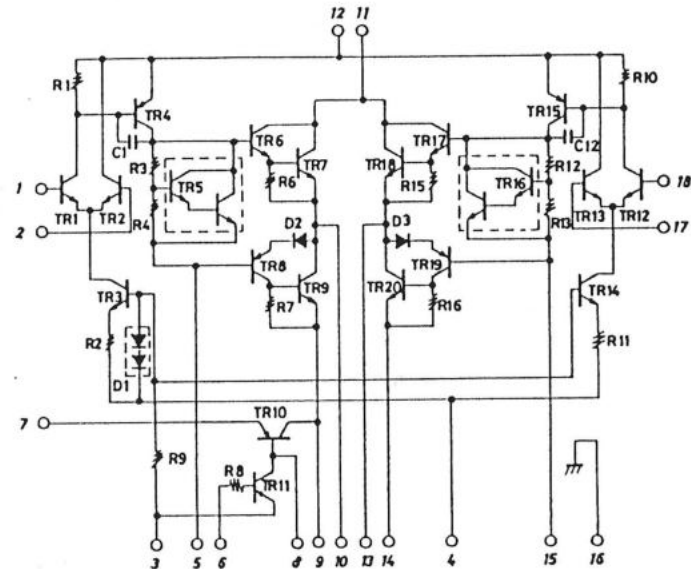 12 11
R1
TR4
TR6
TR17
TR15
R10
C1
TR7
TR18
C12
R3
TR5
R6
R15
TR16
R12
1
TR1
TR2
R4
R13
TR13
TR12
18
2
D2
D3
17
TR8
TR19
TR3
R7
TR9
TR20
R16
TR14
R2
D1
R11
7
TR10
R9
R8
TR11
3 5 6 8 9 10 13 14 4 15 16